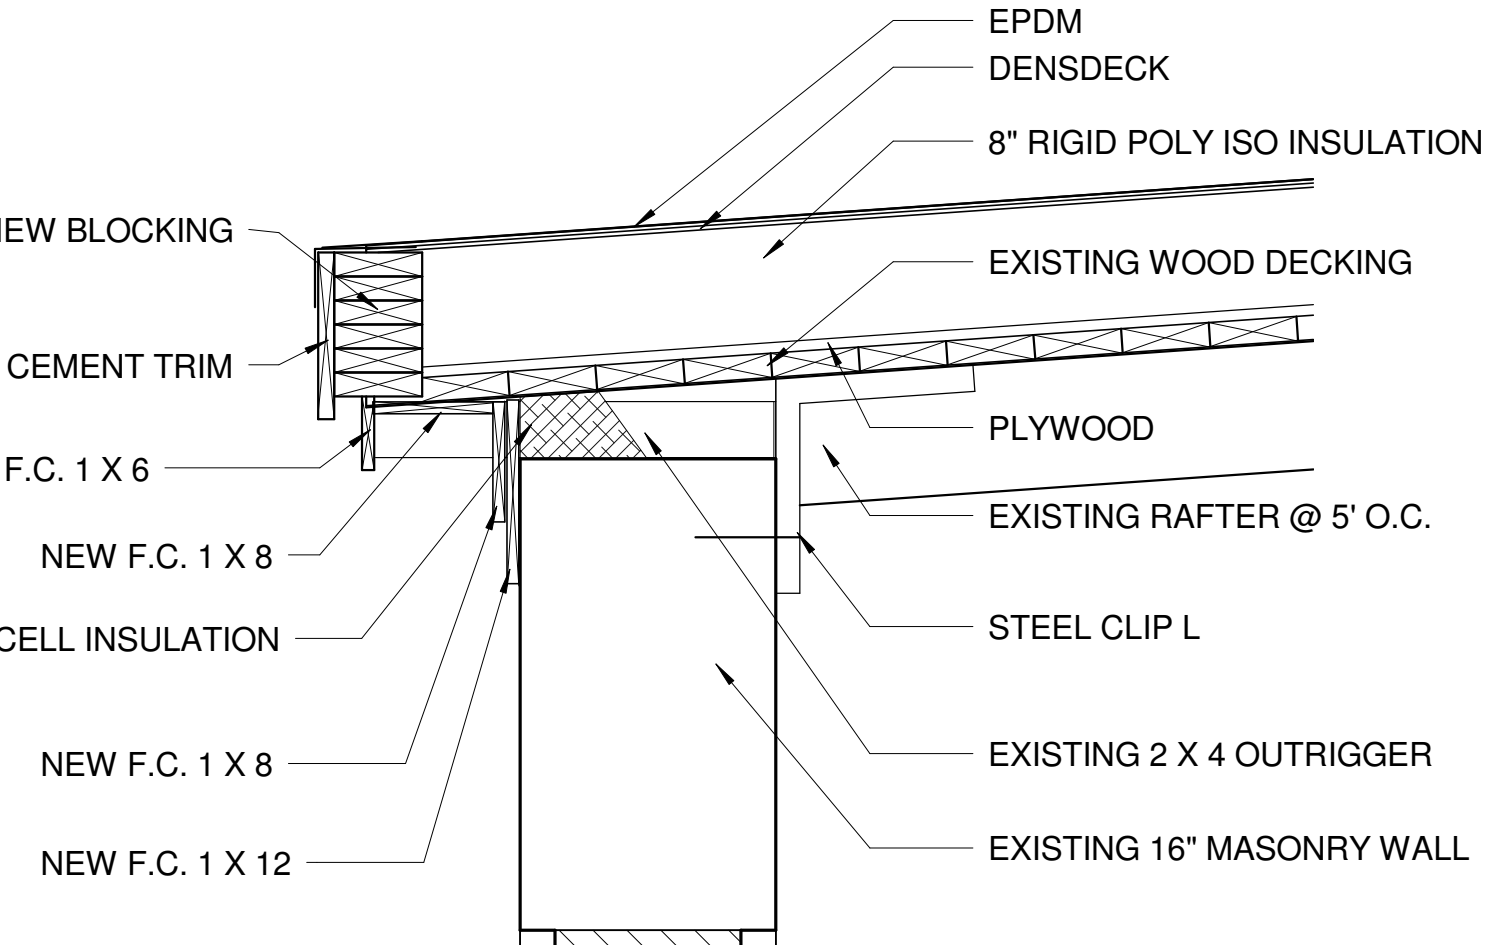 EPDM
DENSDECK
8" RIGID POLY ISO INSULATION
NEW BLOCKING
EXISTING WOOD DECKING
CEMENT TRIM
PLYWOOD
F.C. 1 X 6
EXISTING RAFTER @ 5' O.C.
NEW F.C. 1 X 8
STEEL CLIP L
CELL INSULATION
EXISTING 2 X 4 OUTRIGGER
NEW F.C. 1 X 8
EXISTING 16" MASONRY WALL
NEW F.C. 1 X 12